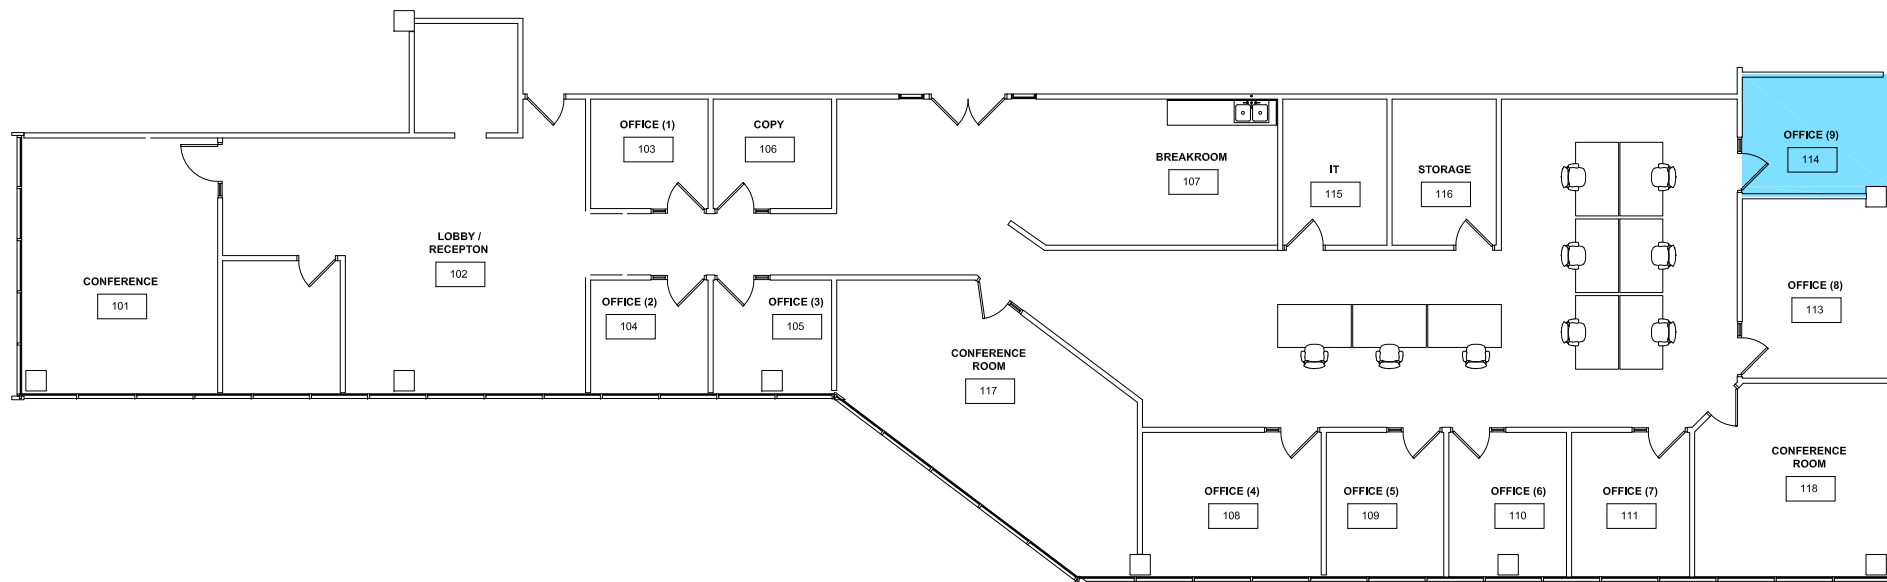 OFFICE (1)
103
COPY
106
OFFICE (9)
114
BREAKROOM
107
IT
115
STORAGE
116
LOBBY /
RECEPTON
102
CONFERENCE
101
OFFICE (2)
104
OFFICE (3)
105
OFFICE (8)
113
CONFERENCE
ROOM
117
CONFERENCE
ROOM
118
OFFICE (4)
108
OFFICE (5)
109
OFFICE (6)
110
OFFICE (7)
111